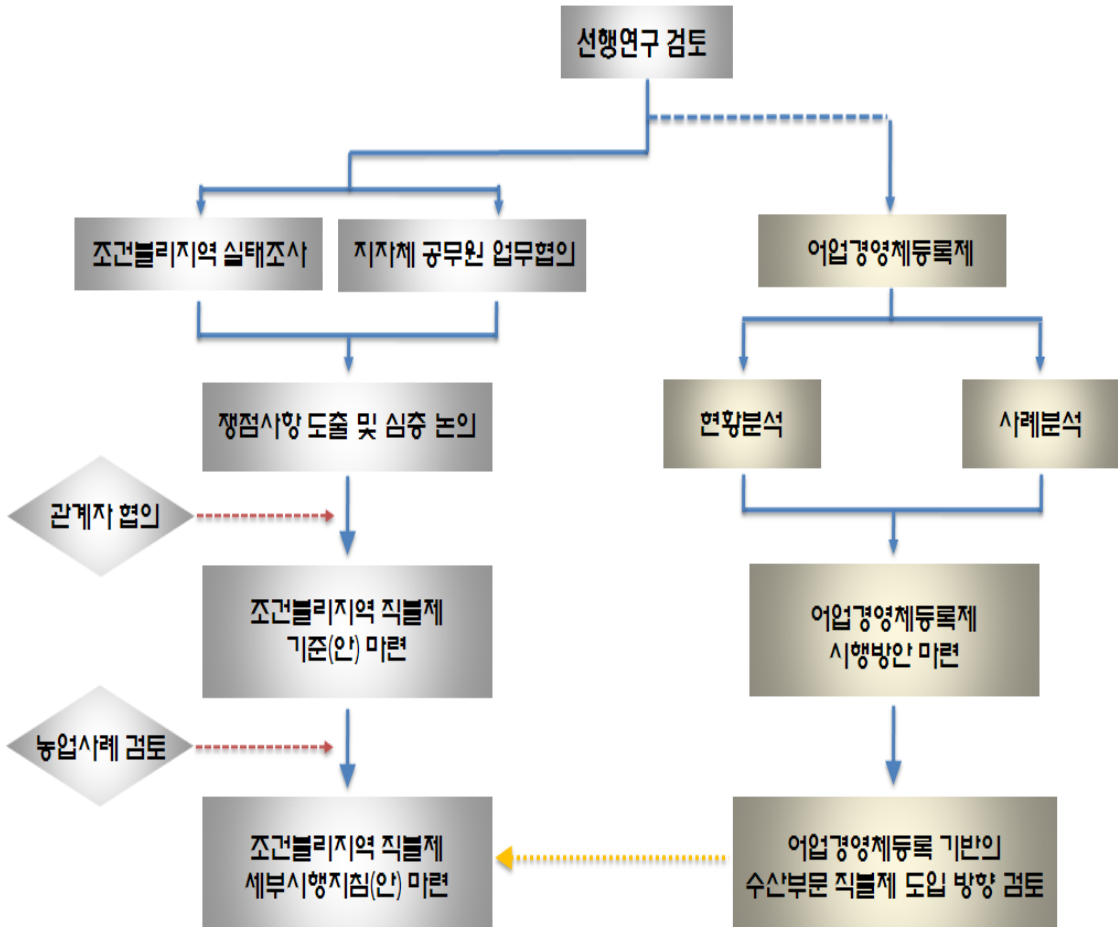 선행연구 검토
조건불리지역 실태조사
지자체 공무원 업무협의
어업경영체등록제
쟁점사항 도출 및 심층 논의
현황분석
사례분석
관계자 협의
조건불리지역 직불제
기준(안) 마련
어업경영체등록제
시행방안 마련
농업사례 검토
조건불리지역 직불제
세부시행지침(안) 마련
어업경영체등록 기반의
수산부문 직불제 도입 방향 검토